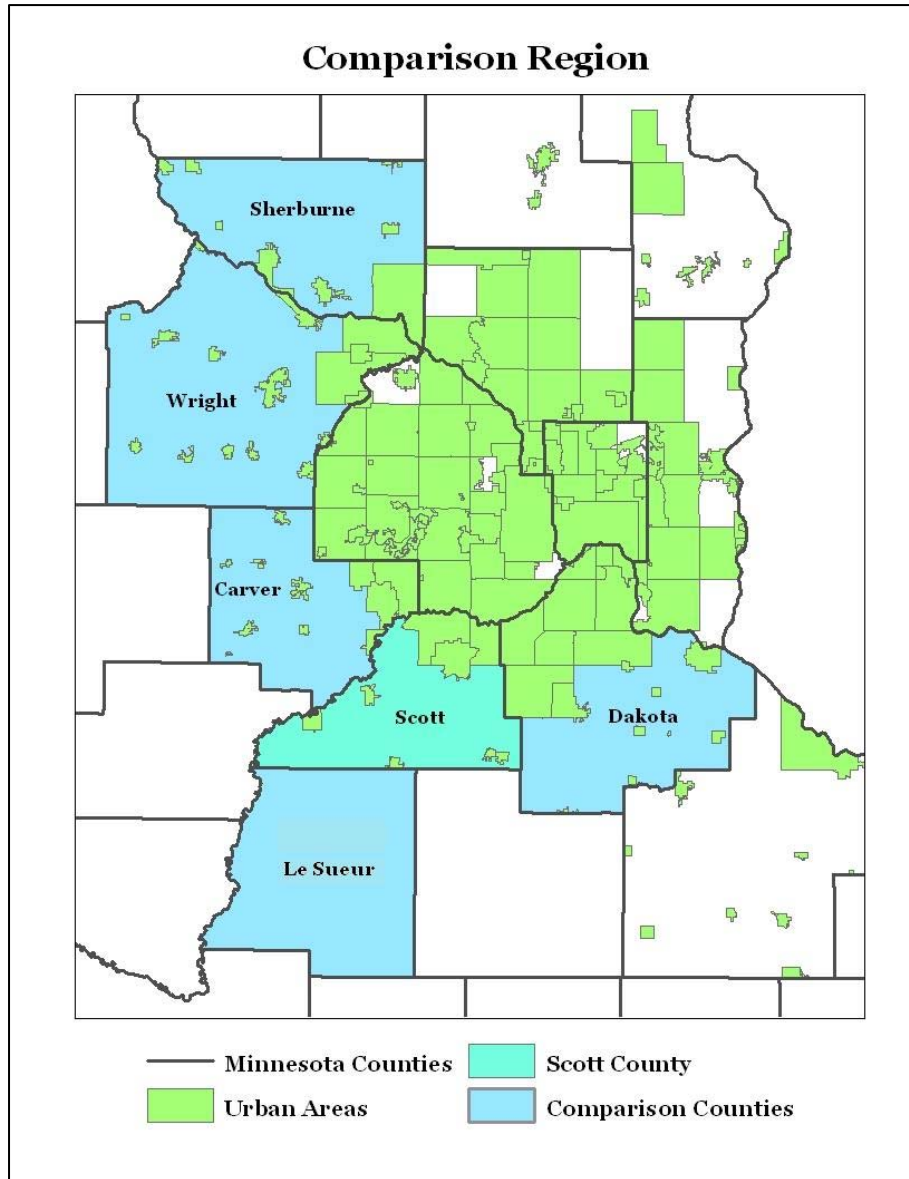 Comparison Region
Sherburne
Wright
Carver
Scott
Dakota
Le Sueur
Minnesota Counties
Scott County
Urban Areas
Comparison Counties